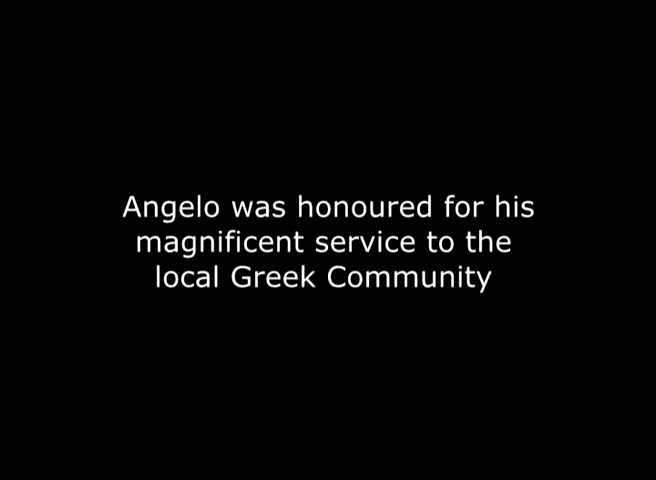 Angelo was honoured for his
magnificent service to the
local Greek Community